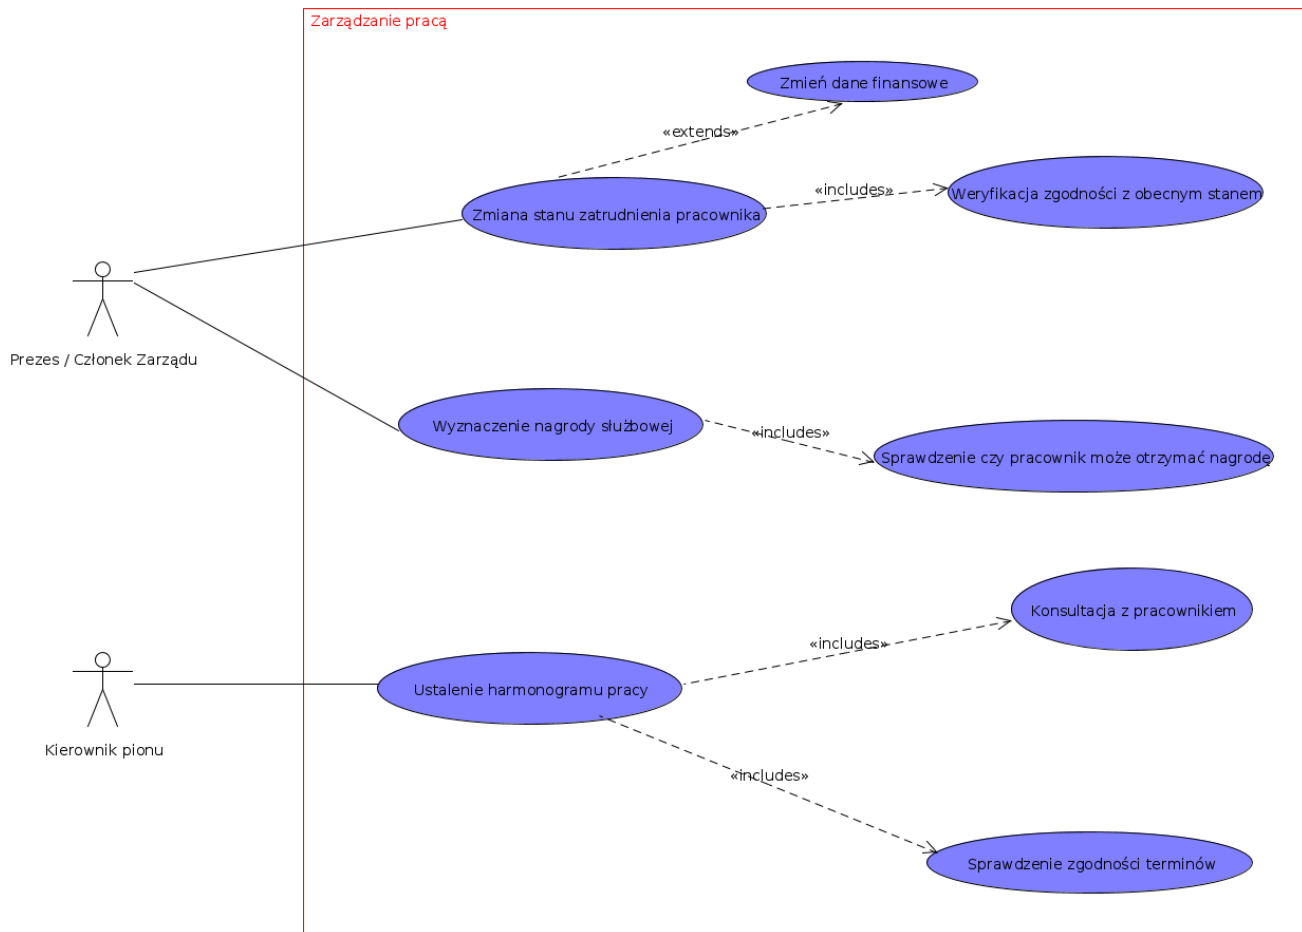 Zarządzanie pracą
Zmień dane finansowe
«extends»
«includes»
Weryfikacja zgodności z obecnym stanem
Zmiana stanu zatrudnienia pracownika
Prezes / Członek Zarządu
Wyznaczenie nagrody służbowej
«includes»
Sprawdzenie czy pracownik może otrzymać nagrodę
Konsultacja z pracownikiem
«includes»
Ustalenie harmonogramu pracy
Kierownik pionu
«includes»
Sprawdzenie zgodności terminów